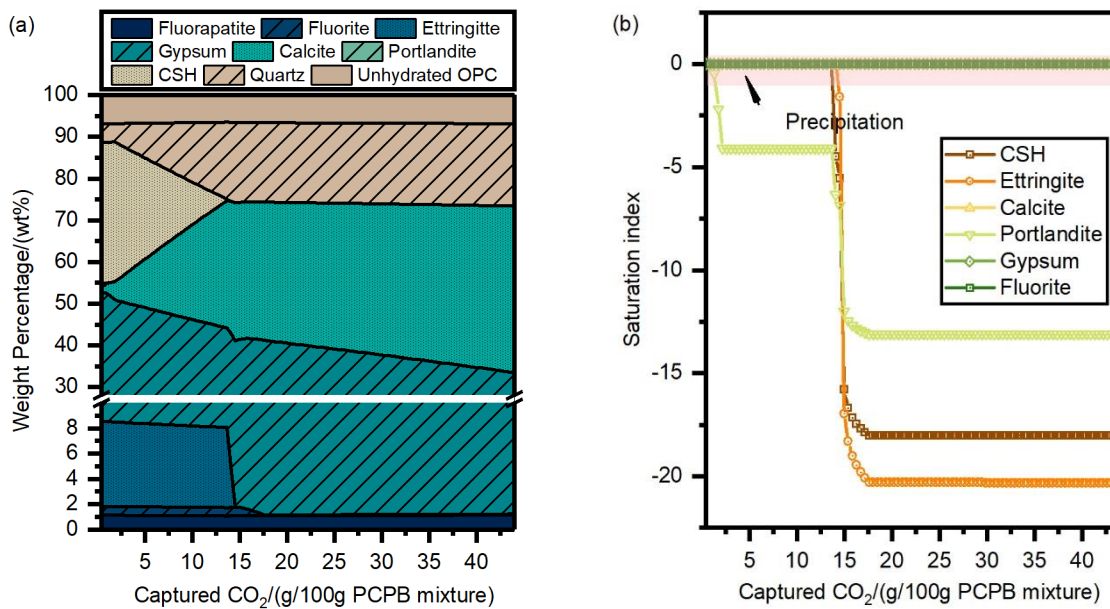 (a)
Fluorapatite Fluorite Ettringitte
Gypsum Calcite Portlandite
CSH Quartz Unhydrated OPC
Weight Percentage/(wt%)
100
90
80
70
60
50
40
30
8
6
4
2
0
5 10 15 20 25 30 35 40
Captured CO₂/(g/100g PCPB mixture)
(b)
Saturation index
0
-5
-10
-15
-20
Precipitation
CSH
Ettringite
Calcite
Portlandite
Gypsum
Fluorite
5 10 15 20 25 30 35 40
Captured CO₂/(g/100g PCPB mixture)